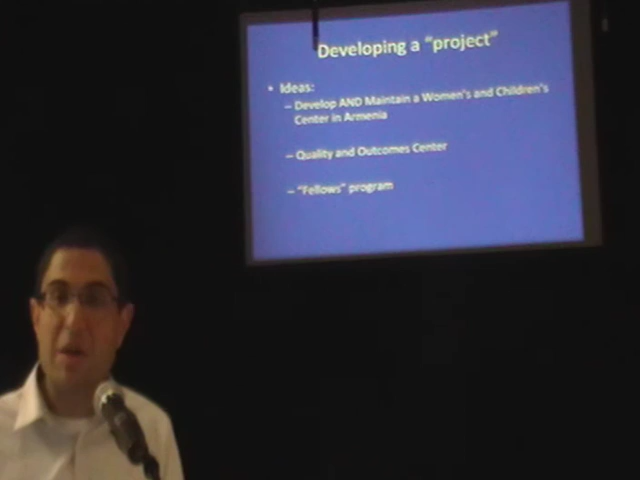 Developing a “project”
• Ideas:
– Develop AND Maintain a Women's and Children's
Center in Armenia
– Quality and Outcomes Center
– “Fellows” program